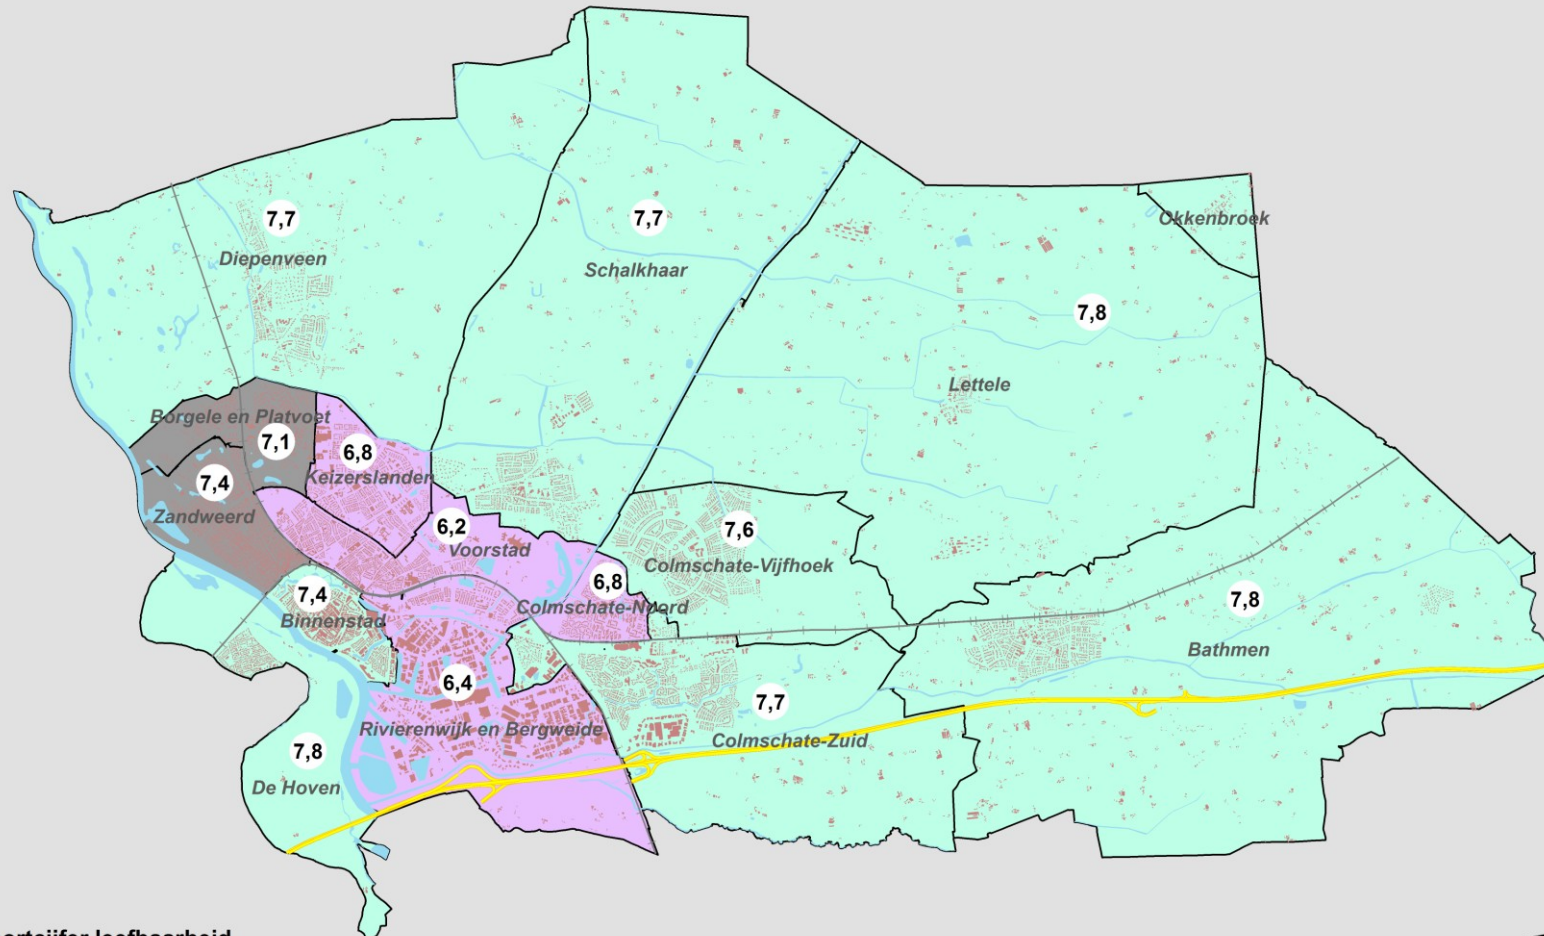 7,7
Diepenveen
7,7
Schalkhaar
Okkenbroek
7,8
Lettele
Borgele en Platvoet
7,1
6,8
Keizerslanden
7,4
Zandweerd
6,2
Voorstad
7,6
Colmschate-Vijfhoek
6,8
Colmschate-Noord
7,4
Binnenstad
7,8
Bathmen
6,4
Rivierenwijk en Bergweide
7,7
Colmschate-Zuid
7,8
De Hoven